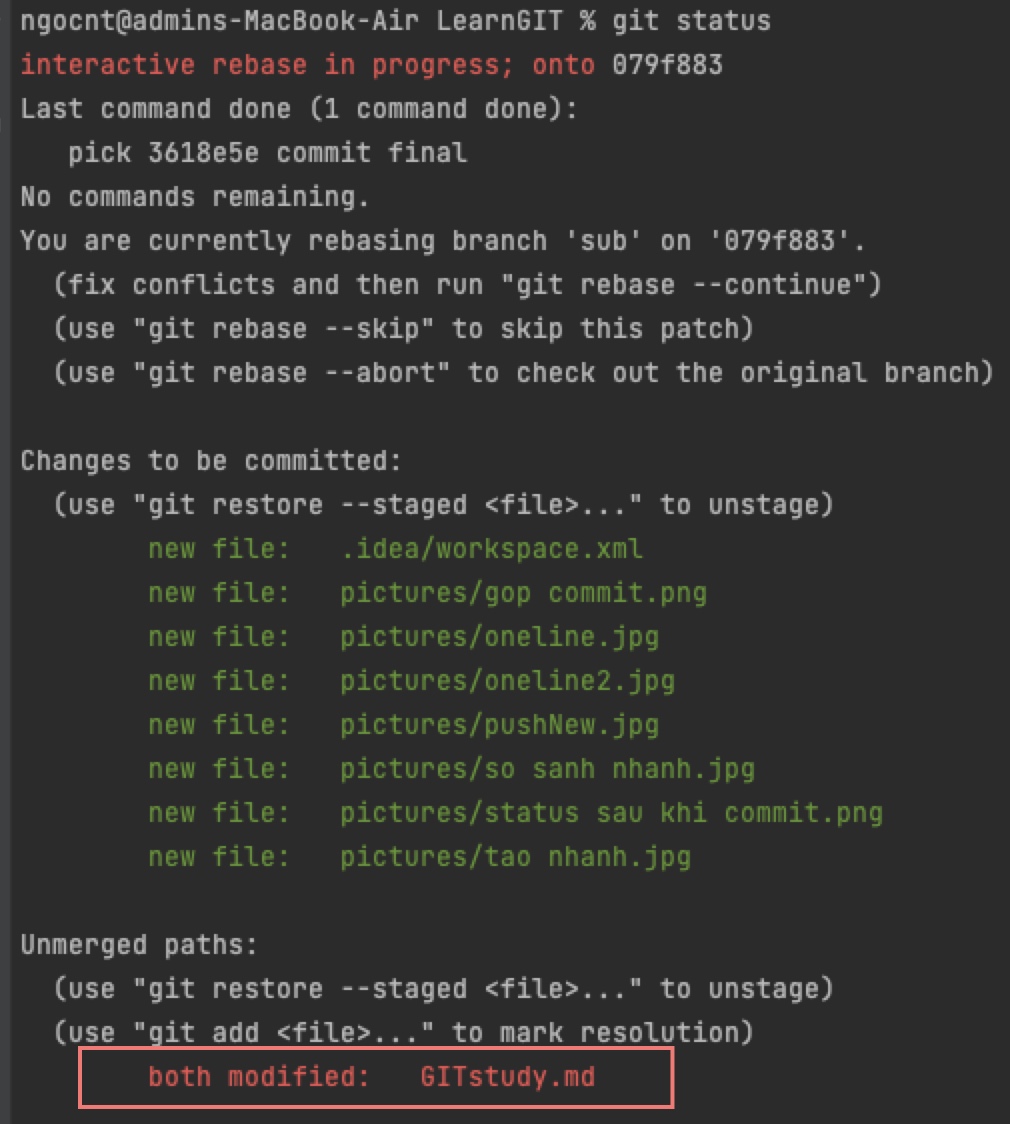 ngocnt@admins-MacBook-Air LearnGIT % git status
interactive rebase in progress; onto 079f883
Last command done (1 command done):
   pick 3618e5e commit final
No commands remaining.
You are currently rebasing branch 'sub' on '079f883'.
  (fix conflicts and then run "git rebase --continue")
  (use "git rebase --skip" to skip this patch)
  (use "git rebase --abort" to check out the original branch)

Changes to be committed:
  (use "git restore --staged <file>..." to unstage)
        new file:   .idea/workspace.xml
        new file:   pictures/gop commit.png
        new file:   pictures/oneline.jpg
        new file:   pictures/oneline2.jpg
        new file:   pictures/pushNew.jpg
        new file:   pictures/so sanh nhanh.jpg
        new file:   pictures/status sau khi commit.png
        new file:   pictures/tao nhanh.jpg

Unmerged paths:
  (use "git restore --staged <file>..." to unstage)
  (use "git add <file>..." to mark resolution)
        both modified:   GITstudy.md